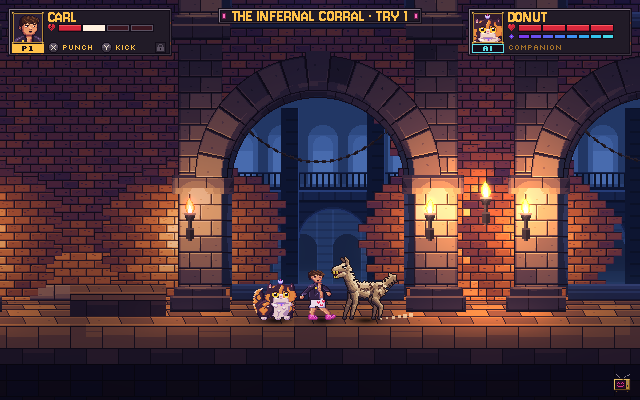 CARL
P1
PUNCH
KICK
THE INFERNAL CORRAL · TRY 1
DONUT
AI
COMPANION